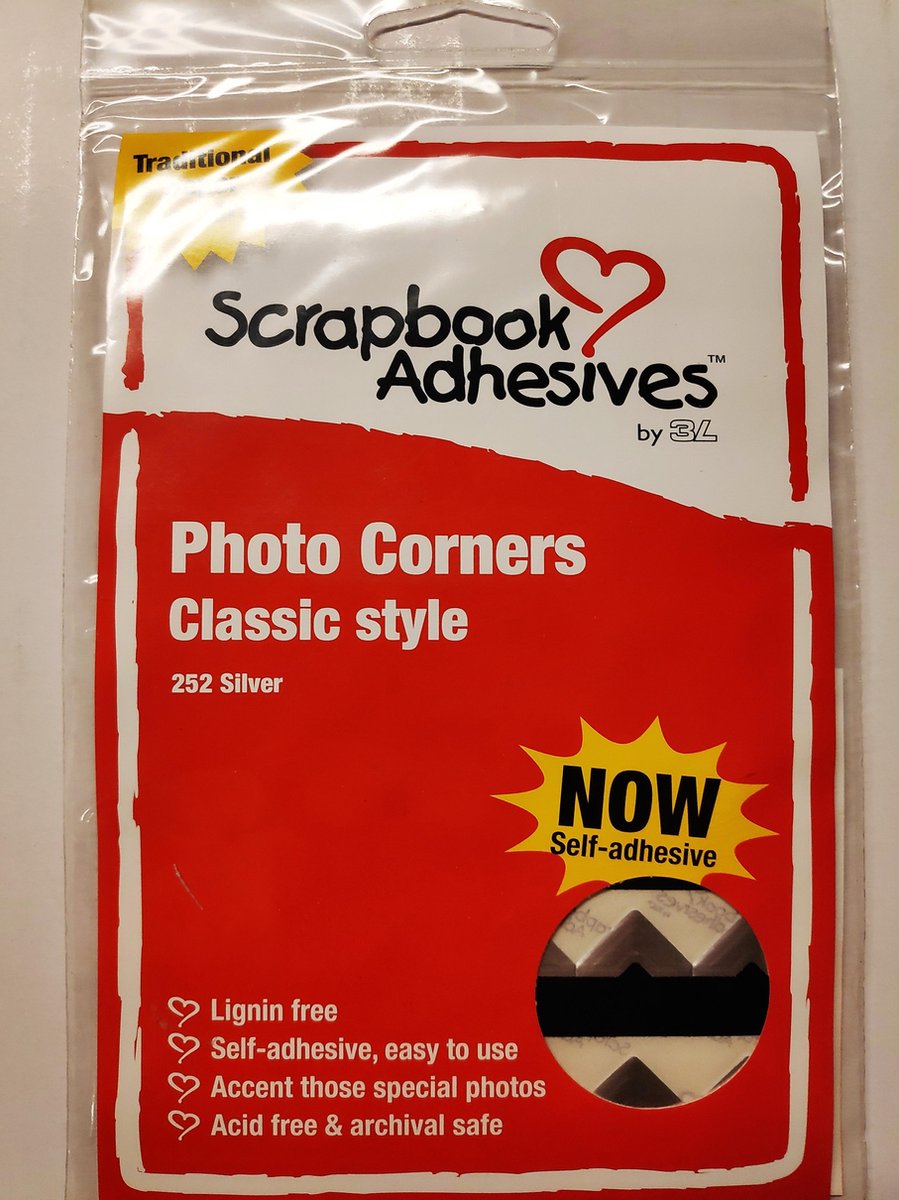 Traditional
Scrapbook
Adhesives™
by 3L
Photo Corners
Classic style
252 Silver
NOW
Self-adhesive
Lignin free
Self-adhesive, easy to use
Accent those special photos
Acid free & archival safe